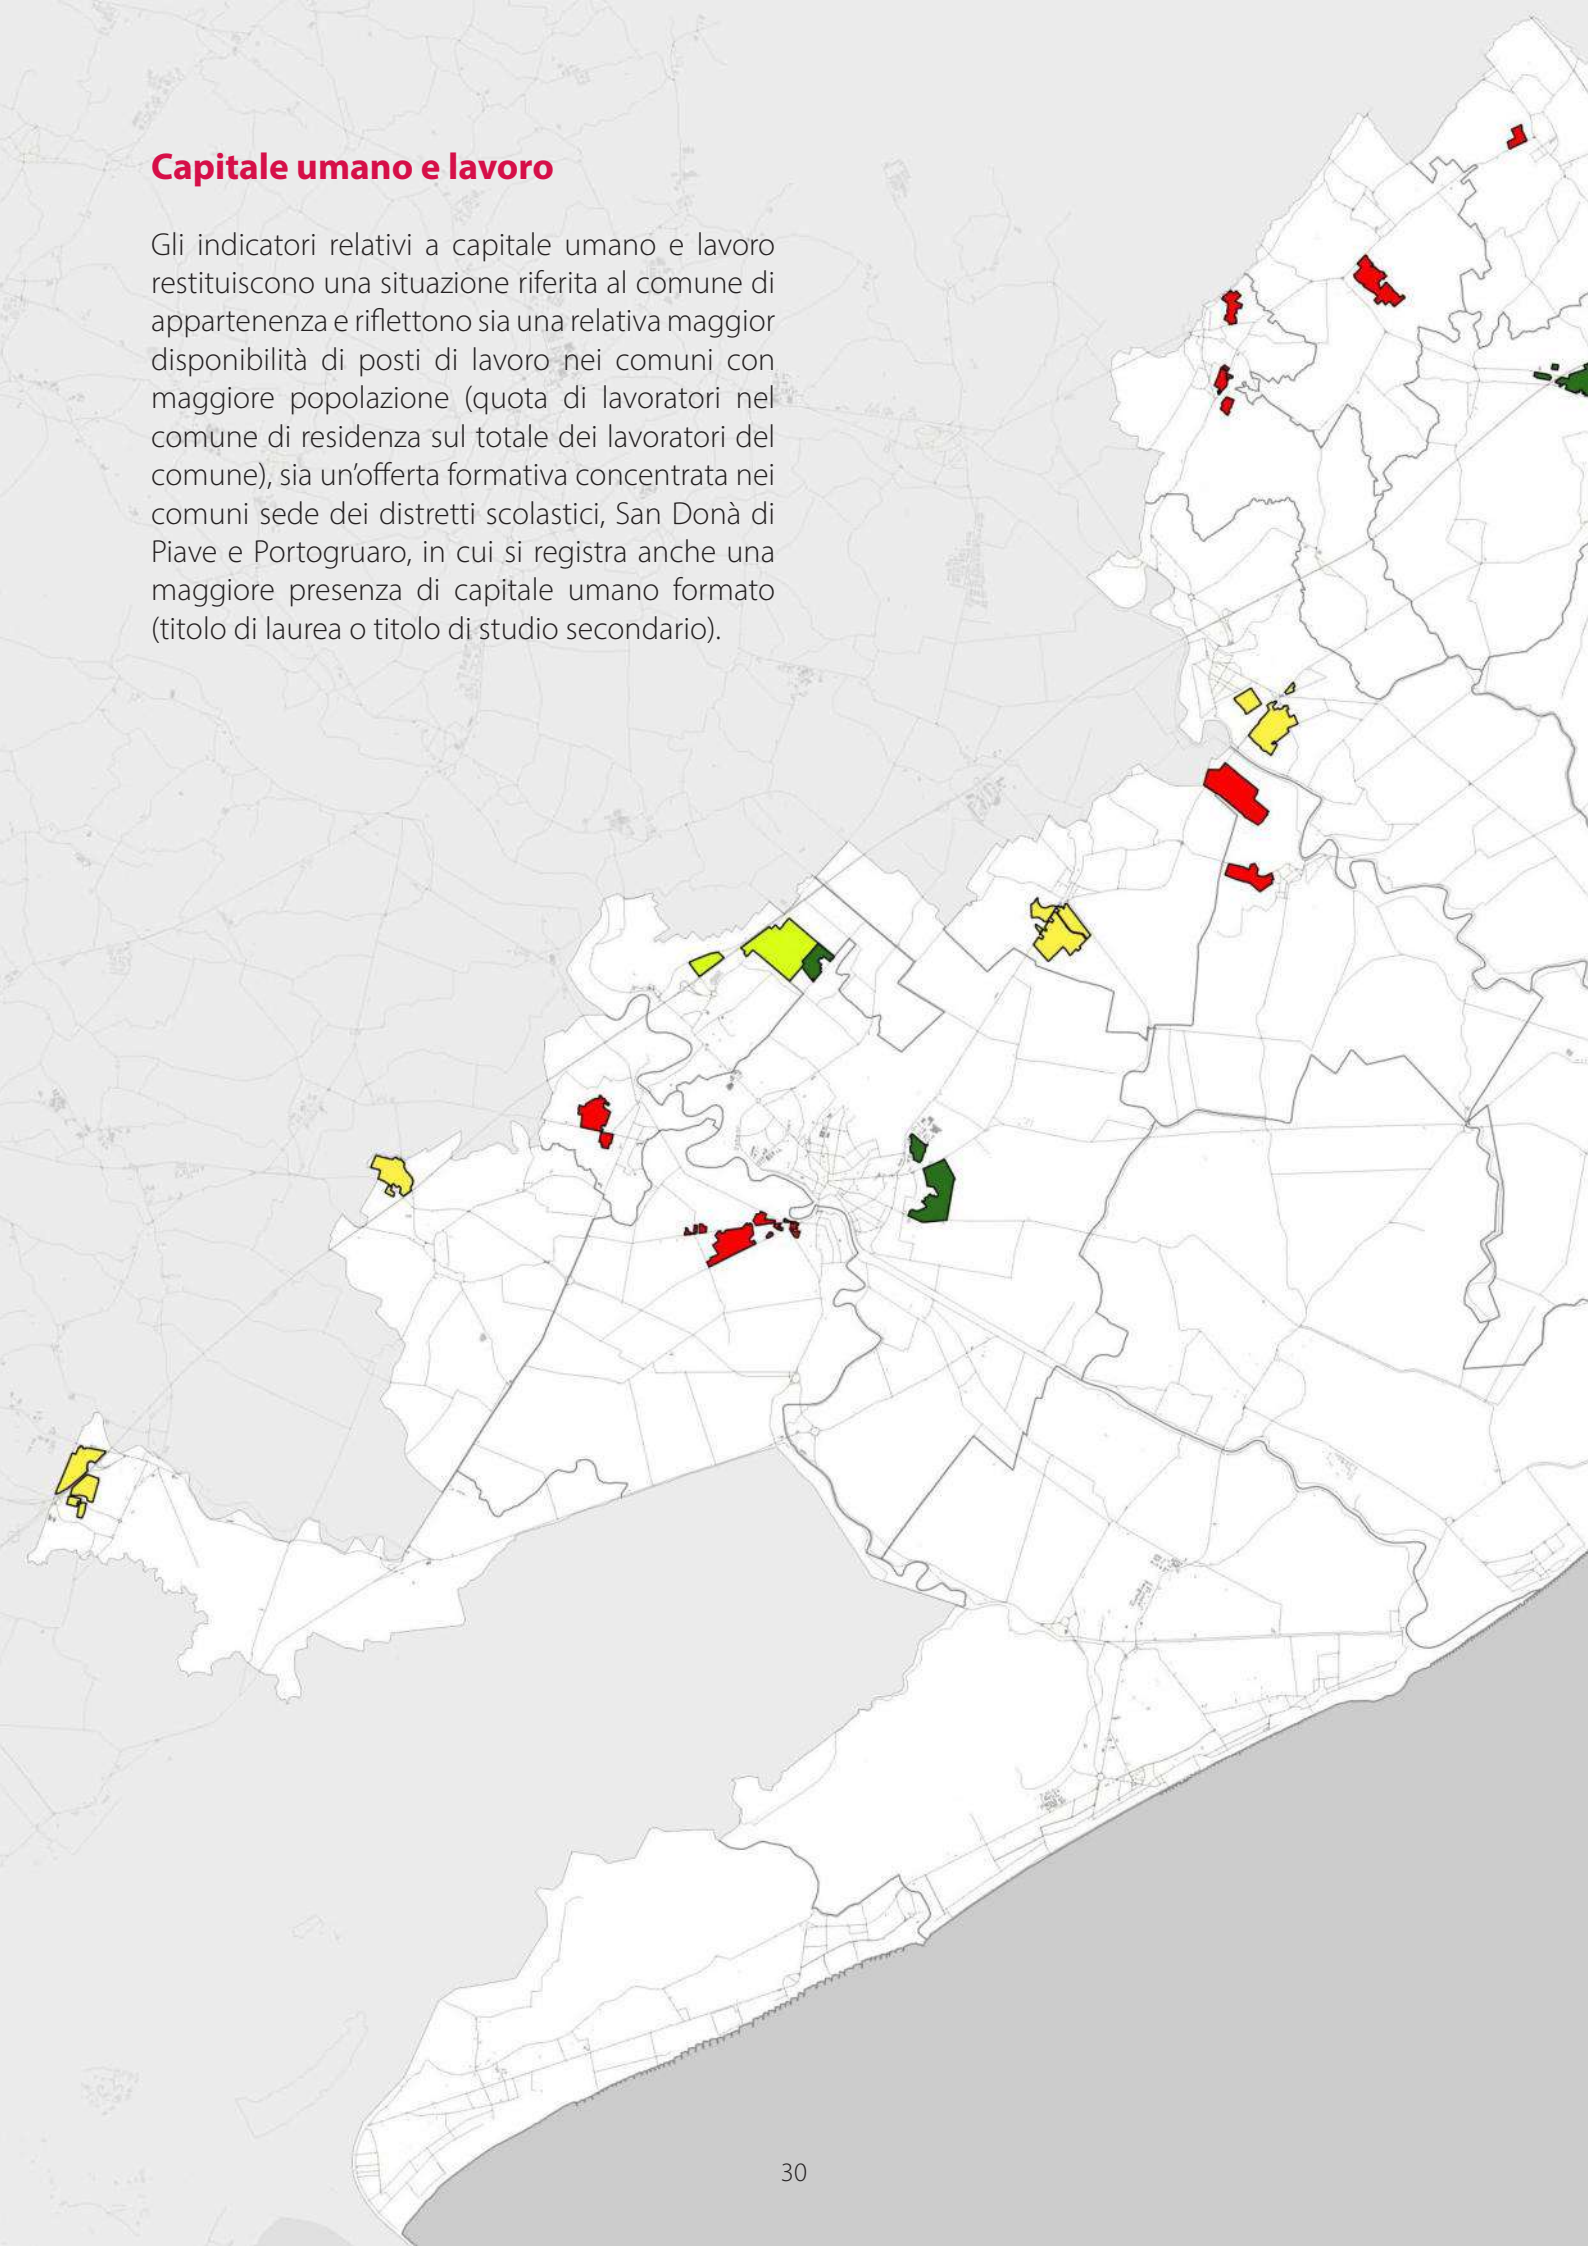 Capitale umano e lavoro
Gli indicatori relativi a capitale umano e lavoro
restituiscono una situazione riferita al comune di
appartenenza e riflettono sia una relativa maggior
disponibilità di posti di lavoro nei comuni con
maggiore popolazione (quota di lavoratori nel
comune di residenza sul totale dei lavoratori del
comune), sia un’offerta formativa concentrata nei
comuni sede dei distretti scolastici, San Donà di
Piave e Portogruaro, in cui si registra anche una
maggiore presenza di capitale umano formato
(titolo di laurea o titolo di studio secondario).
30